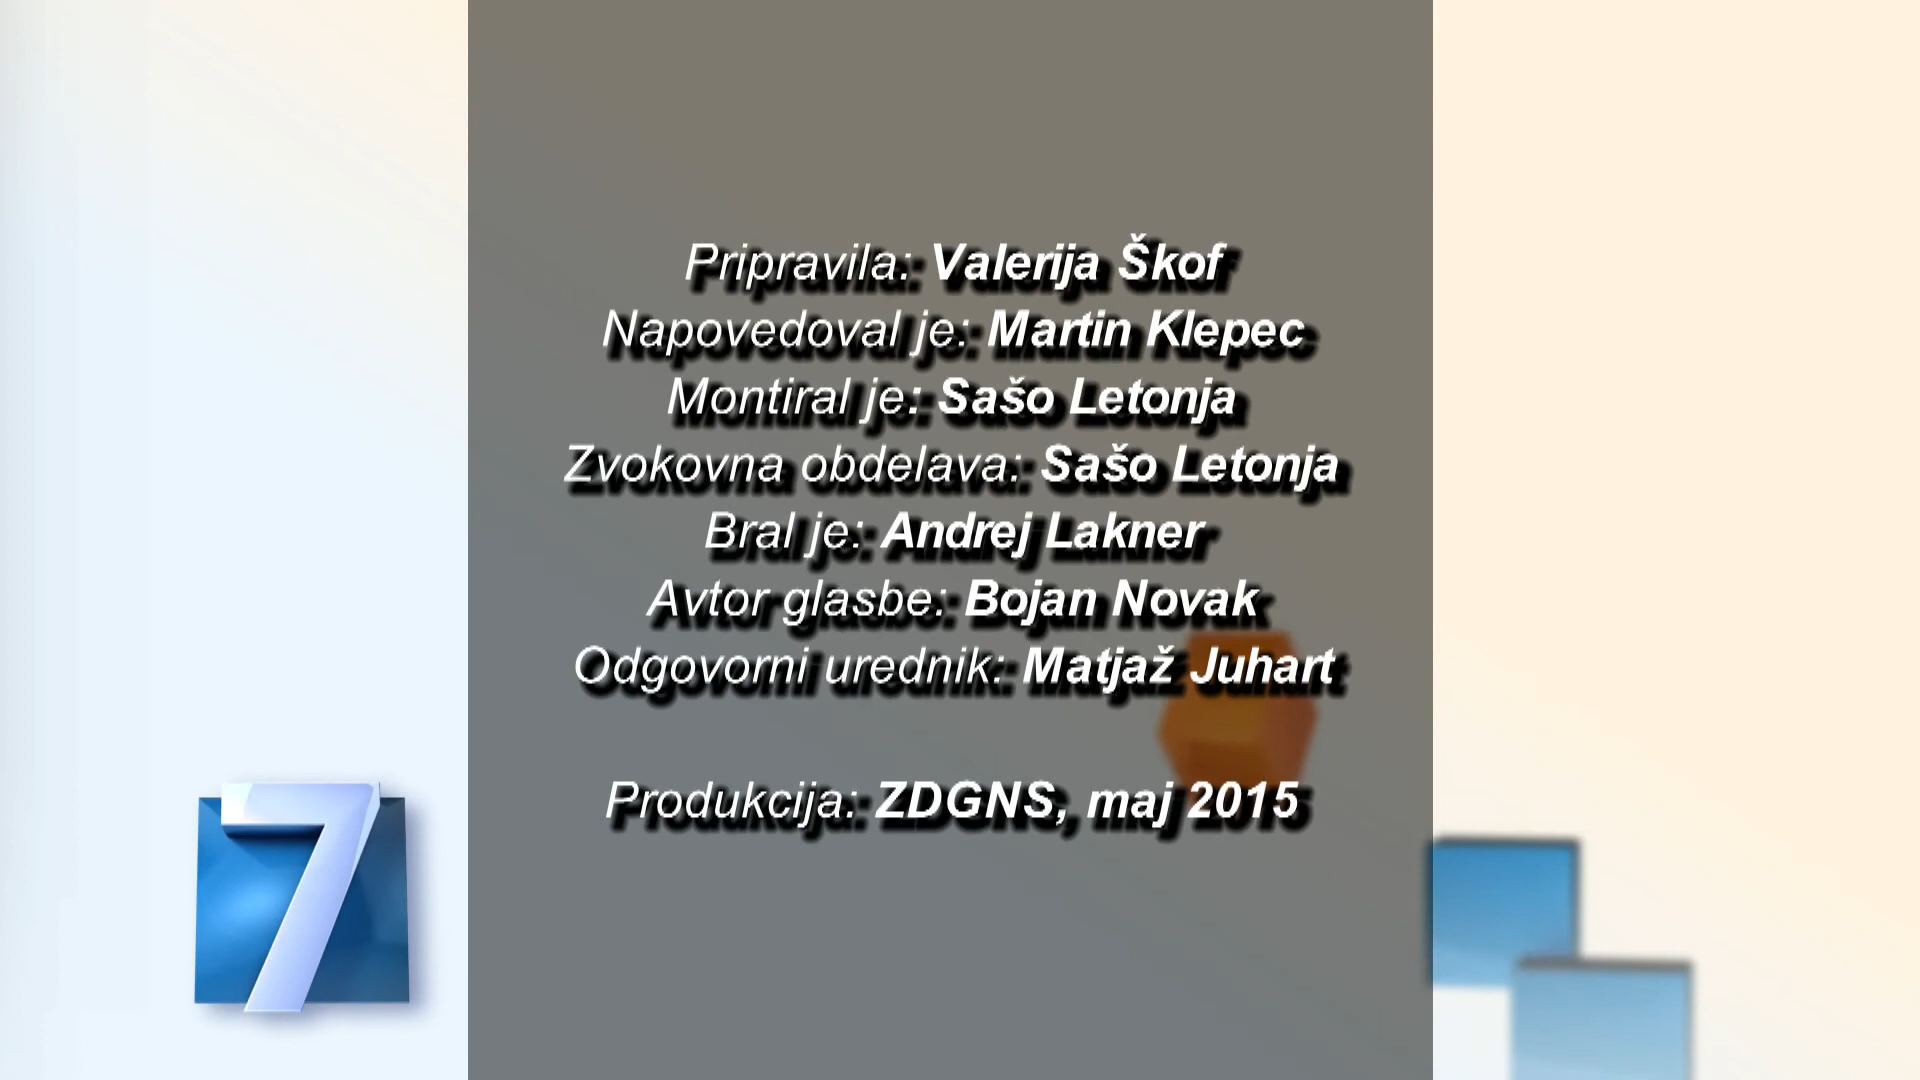 Pripravila: Valerija Škof
Napovedoval je: Martin Klepec
Montiral je: Sašo Letonja
Zvokovna obdelava: Sašo Letonja
Bral je: Andrej Lakner
Avtor glasbe: Bojan Novak
Odgovorni urednik: Matjaž Juhart
Produkcija: ZDGNS, maj 2015
7